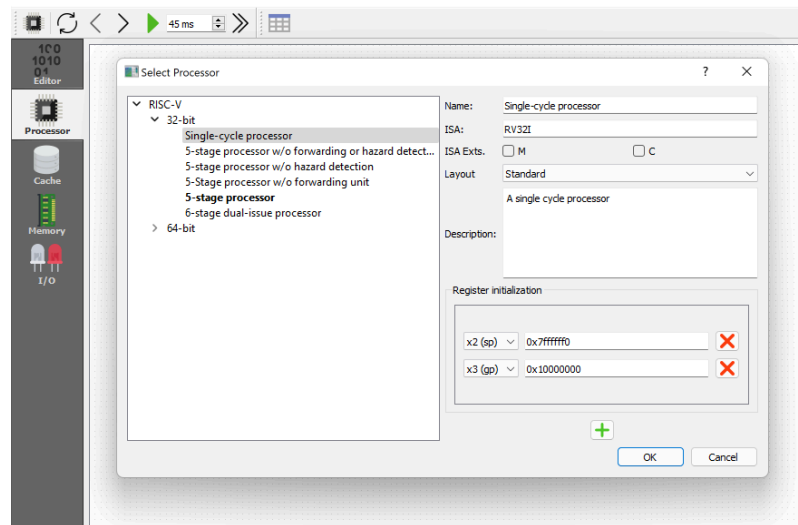 45 ms
100
1010
01
Editor
Processor
Cache
Memory
I/O
Select Processor
?
RISC-V
32-bit
Single-cycle processor
5-stage processor w/o forwarding or hazard detect...
5-stage processor w/o hazard detection
5-Stage processor w/o forwarding unit
5-stage processor
6-stage dual-issue processor
64-bit
Name: Single-cycle processor
ISA: RV32I
ISA Exts. M C
Layout Standard
Description: A single cycle processor
Register initialization
x2 (sp) 0x7ffffff0
x3 (gp) 0x10000000
OK Cancel